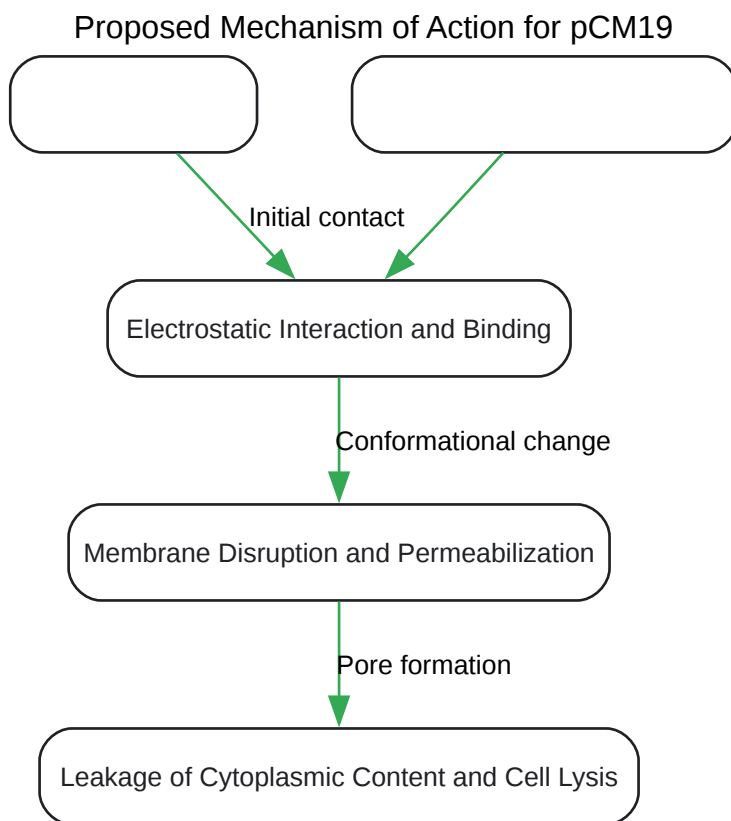 Proposed Mechanism of Action for pCM19
Initial contact
Electrostatic Interaction and Binding
Conformational change
Membrane Disruption and Permeabilization
Pore formation
Leakage of Cytoplasmic Content and Cell Lysis